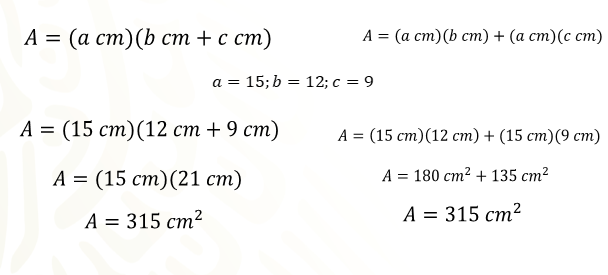 A = (a cm)(b cm + c cm)
A = (a cm)(b cm) + (a cm)(c cm)
a = 15; b = 12; c = 9
A = (15 cm)(12 cm + 9 cm)
A = (15 cm)(21 cm)
A = 315 cm²
A = (15 cm)(12 cm) + (15 cm)(9 cm)
A = 180 cm² + 135 cm²
A = 315 cm²